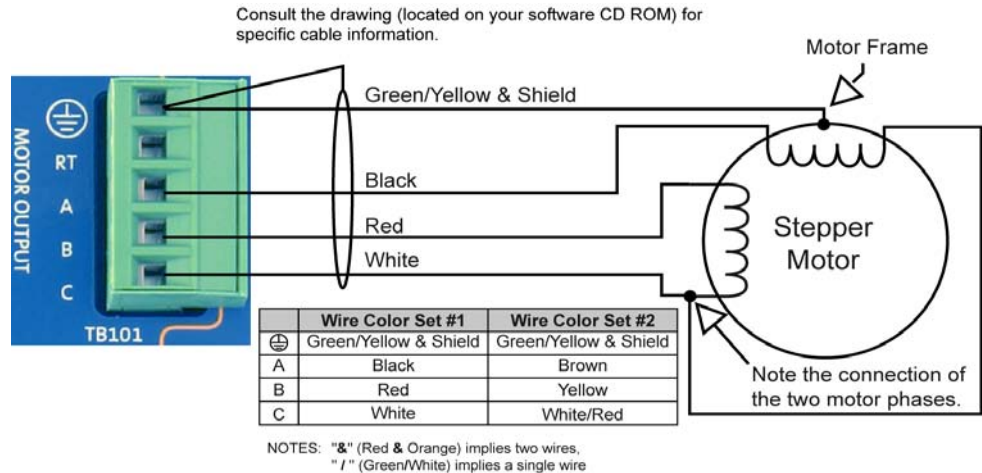 Consult the drawing (located on your software CD ROM) for
specific cable information.
Motor Frame
Green/Yellow & Shield
MOTOR OUTPUT
RT
A
B
C
TB101
Black
Red
White
Stepper
Motor
Wire Color Set #1 Wire Color Set #2
Green/Yellow & Shield Green/Yellow & Shield
A Black Brown
B Red Yellow
C White White/Red
Note the connection of
the two motor phases.
NOTES: "&" (Red & Orange) implies two wires,
"/" (Green/White) implies a single wire